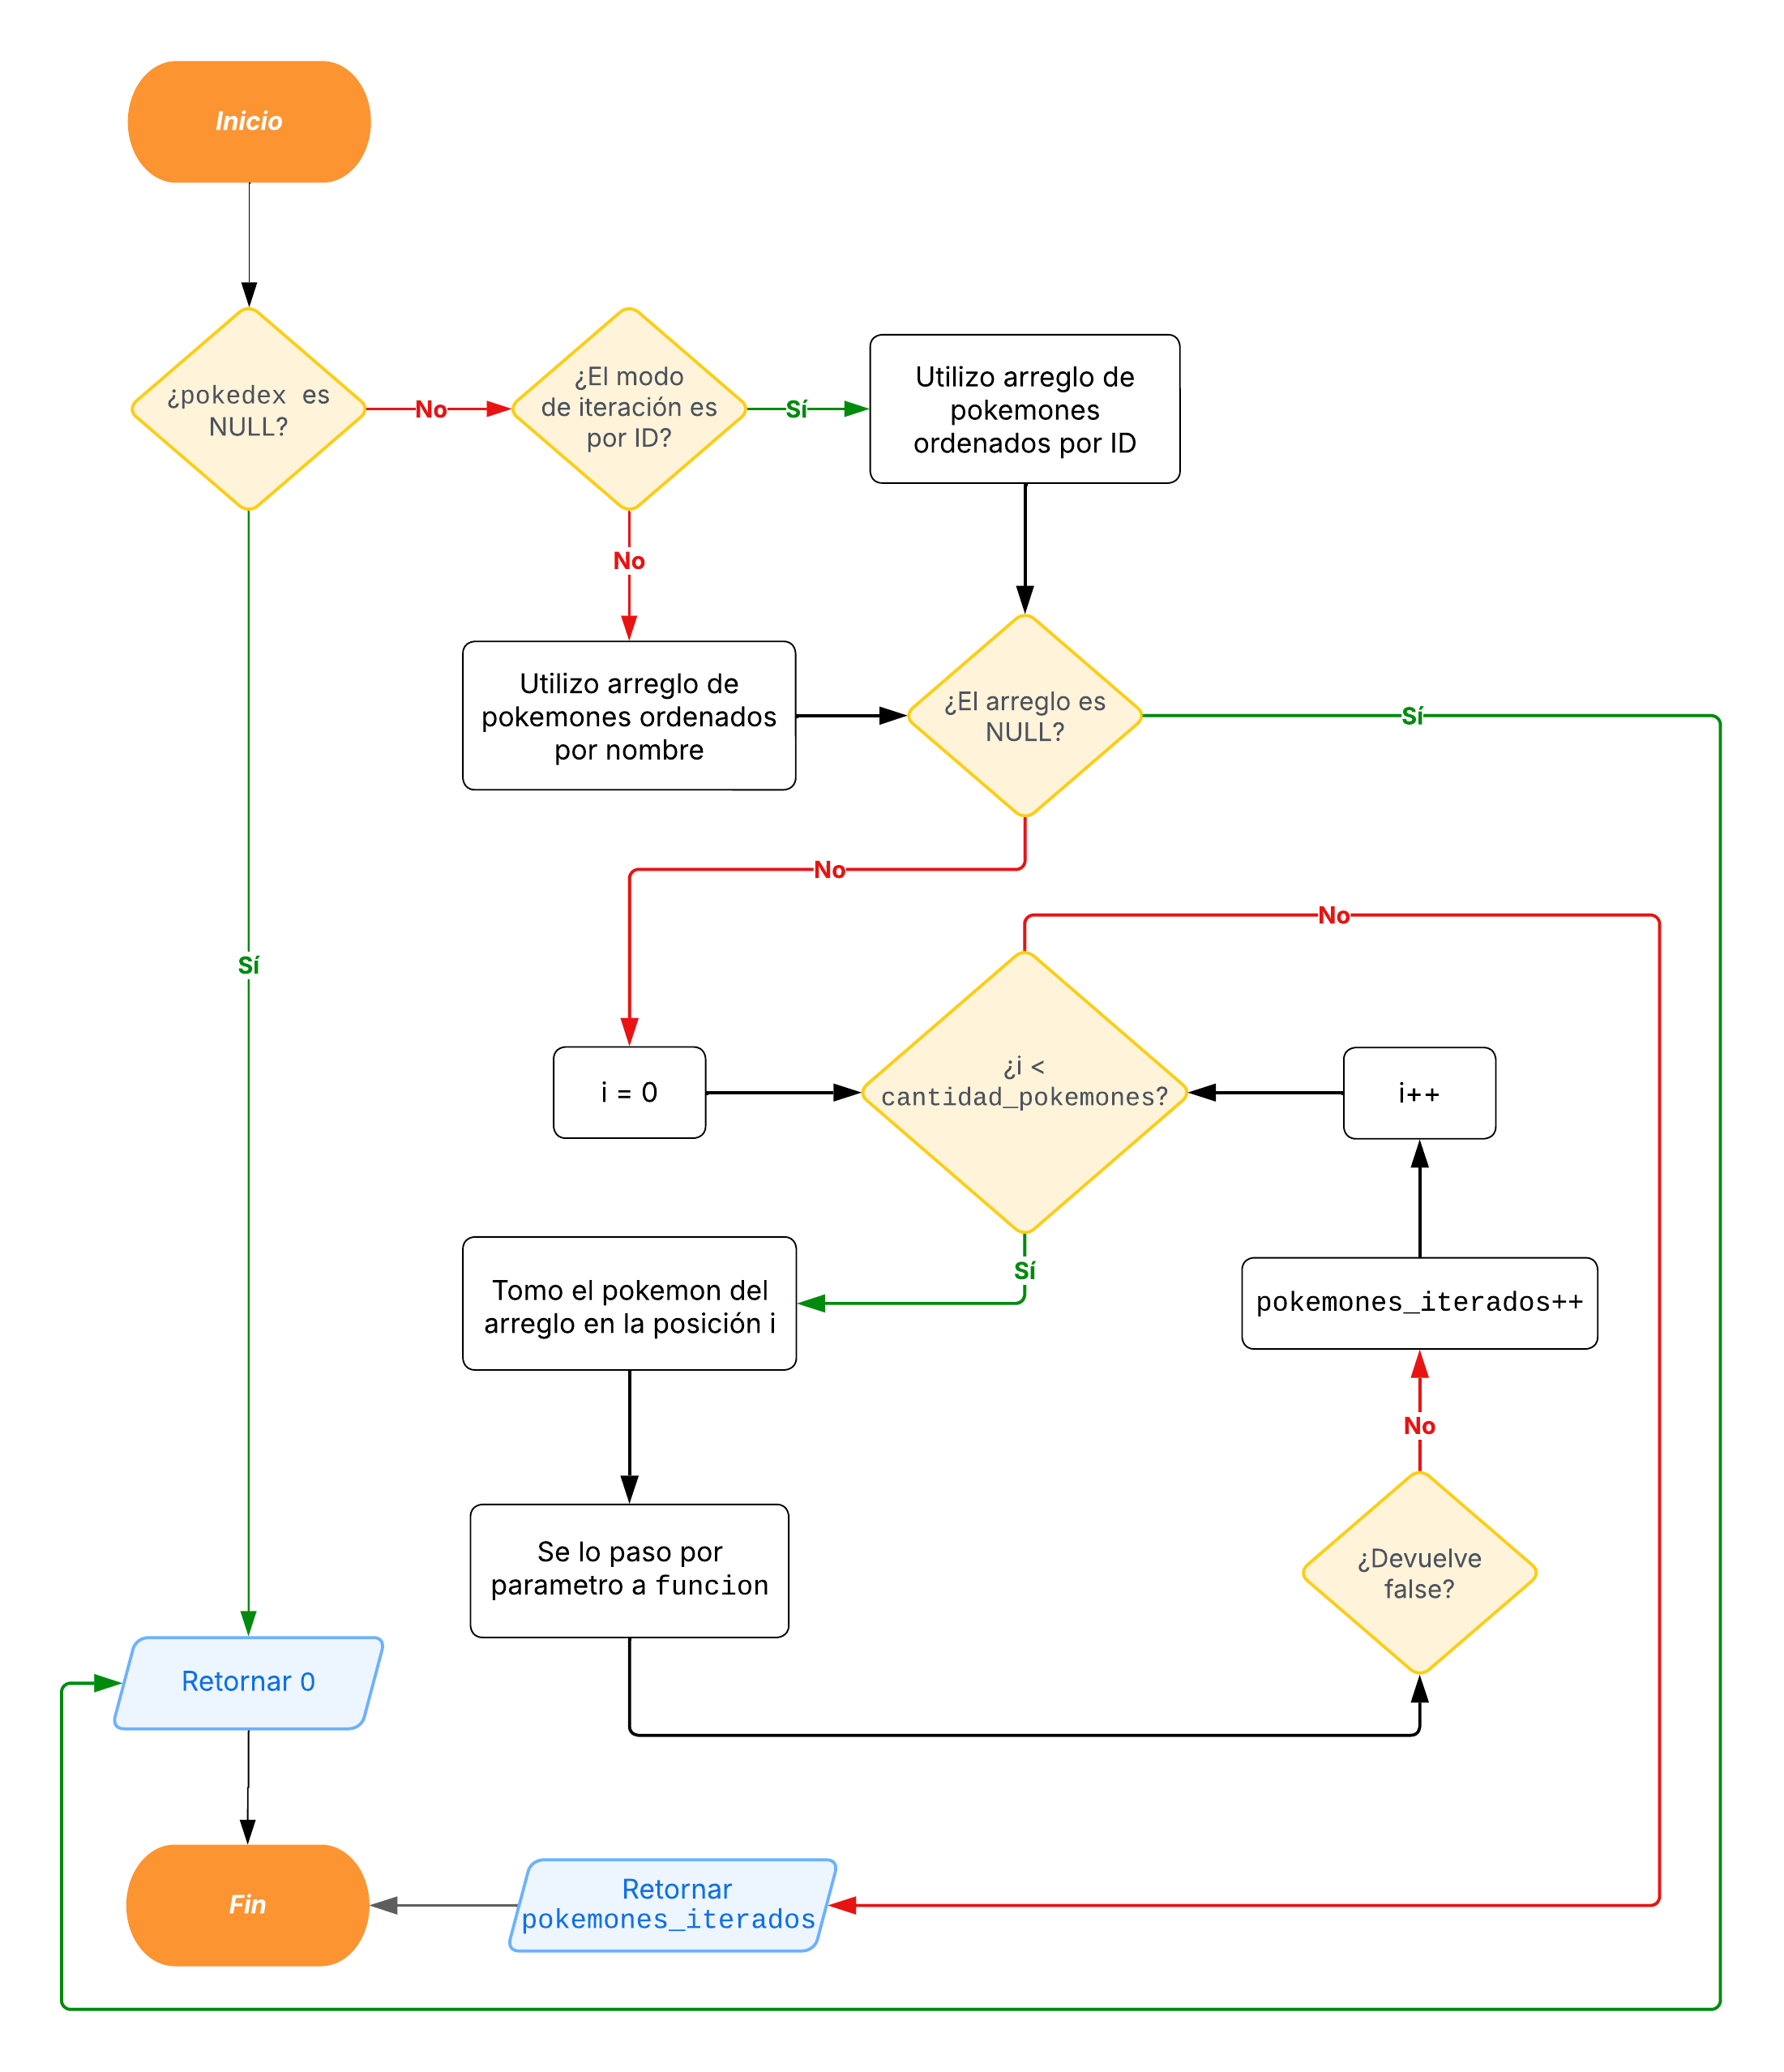 Inicio
¿pokedex es
NULL?
No
¿El modo
de iteración es
por ID?
Sí
Utilizo arreglo de
pokemones
ordenados por ID
No
Utilizo arreglo de
pokemones ordenados
por nombre
¿El arreglo es
NULL?
Sí
No
No
Sí
i = 0
¿i <
cantidad_pokemones?
i++
Sí
Tomo el pokemon del
arreglo en la posición i
pokemones_iterados++
No
Se lo paso por
parametro a funcion
¿Devuelve
false?
Retornar 0
Fin
Retornar
pokemones_iterados